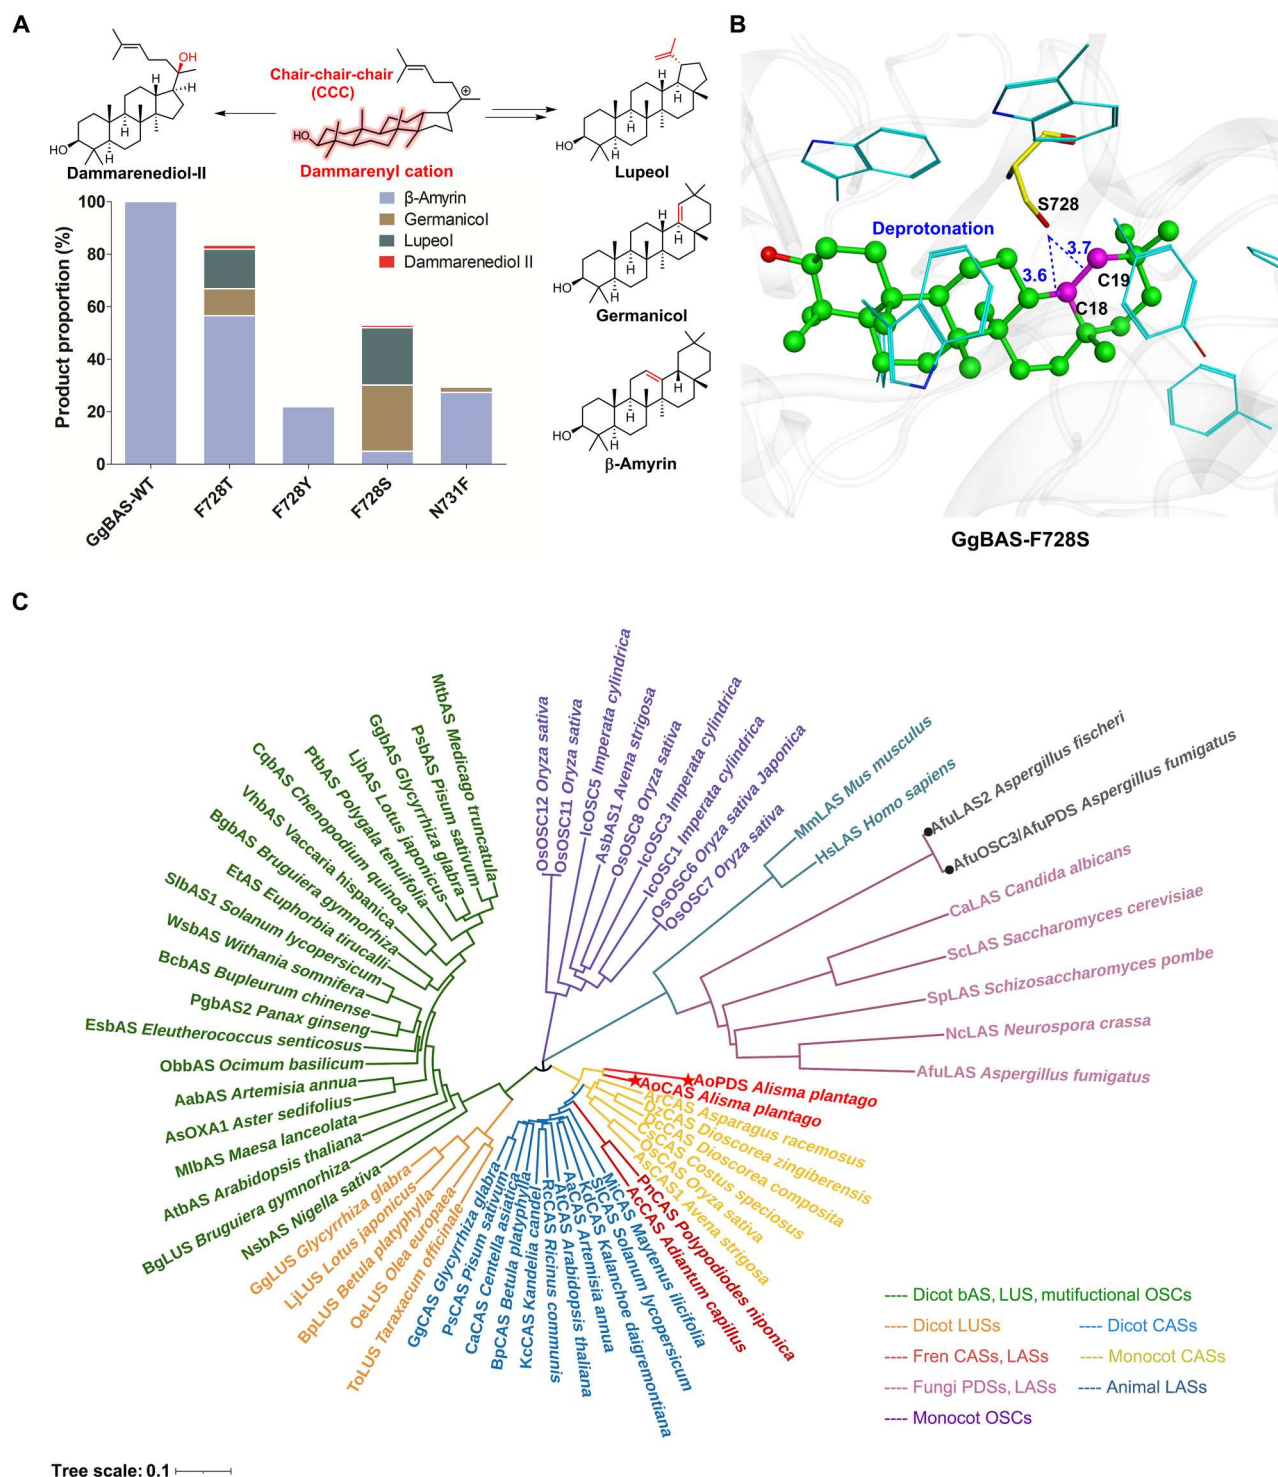 A
OH
HO
H
H
H
Dammarenediol-II
Chair-chair-chair
(CCC)
HO
Dammarenyl cation
HO
H
H
H
H
Lupeol
Product proportion (%)
100
80
60
40
20
0
β-Amyrin
Germanicol
Lupeol
Dammarenediol II
GgBAS-WT
F728T
F728Y
F728S
N731F
HO
H
H
H
Germanicol
HO
H
H
H
β-Amyrin
B
S728
Deprotonation
3.7
3.6
C19
C18
GgBAS-F728S
C
MtbAS Medicago truncatula
PsbAS Pisum sativum
GgbAS Glycyrrhiza glabra
LjbAS Lotus japonicus
PtbAS Polygala tenuifolia
CqbAS Chenopodium quinoa
VhbAS Vaccaria hispanica
BgbAS Bruguiera gymnorhiza
EtAS Euphorbia tirucalli
SlbAS1 Solanum lycopersicum
WsbAS Withania somnifera
BcbAS Bupleurum chinense
PgbAS2 Panax ginseng
EsbAS Eleutherococcus senticosus
ObbAS Ocimum basilicum
AabAS Artemisia annua
AsOXA1 Aster sedifolius
MlbAS Maesa lanceolata
AtbAS Arabidopsis thaliana
BgLUS Bruguiera gymnorhiza
NsbAS Nigella sativa
GgLUS Glycyrrhiza glabra
LjLUS Lotus japonicus
BpLUS Betula platyphylla
OeLUS Olea europaea
ToLUS Taraxacum officinale
GgCAS Glycyrrhiza glabra
PsCAS Pisum sativum
CaCAS Centella asiatica
BpCAS Betula platyphylla
KcCAS Kandelia candel
RcCAS Ricinus communis
AtCAS Arabidopsis thaliana
AaCAS Artemisia annua
KdCAS Kalanchoe daigremontiana
SlCAS Solanum lycopersicum
MiCAS Maytenus ilicifolia
AcCAS Adiantum capillus
PnCAS Polypodiodes niponica
AsCAS1 Avena strigosa
OsCAS Oryza sativa
CsCAS Costus speciosus
DcCAS Dioscorea composita
DzCAS Dioscorea zingiberensis
ArCAS Asparagus racemosus
AoCAS Alisma plantago
AoPDS Alisma plantago
AfuLAS Aspergillus fumigatus
NcLAS Neurospora crassa
SpLAS Schizosaccharomyces pombe
ScLAS Saccharomyces cerevisiae
CaLAS Candida albicans
AfuOSC3/AfuPDS Aspergillus fumigatus
AfuLAS2 Aspergillus fischeri
HsLAS Homo sapiens
MmLAS Mus musculus
OsOSC7 Oryza sativa
OsOSC6 Oryza sativa Japonica
IcOSC1 Imperata cylindrica
IcOSC3 Imperata cylindrica
OsOSC8 Oryza sativa
AsbAS1 Avena strigosa
IcOSC5 Imperata cylindrica
OsOSC11 Oryza sativa
OsOSC12 Oryza sativa
---- Dicot bAS, LUS, mutifuctional OSCs
---- Dicot LUSs
---- Dicot CASs
---- Fren CASs, LASs
---- Monocot CASs
---- Fungi PDSs, LASs
---- Animal LASs
---- Monocot OSCs
Tree scale: 0.1